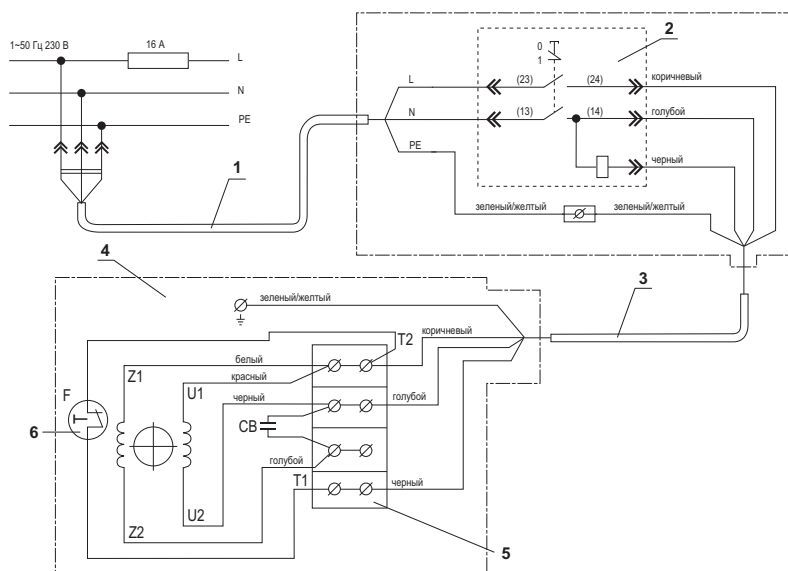 1~50 Гц 230 В
16 А
L
N
PE
1
2
0
1
L
(23)
(24)
коричневый
N
(13)
(14)
голубой
PE
черный
зеленый/желтый
зеленый/желтый
3
4
зеленый/желтый
T2
коричневый
белый
Z1
красный
U1
F
черный
голубой
6
CB
голубой
T1
черный
U2
Z2
5